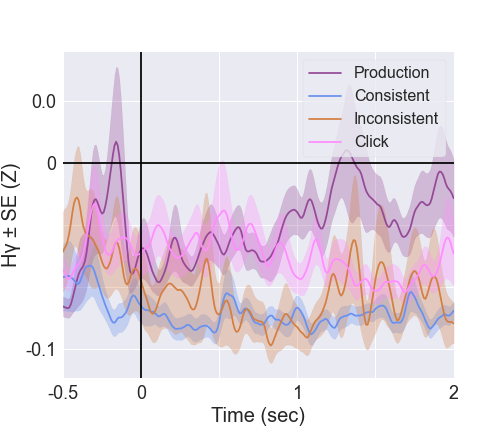 Production
Consistent
Inconsistent
Click
0.0
0
-0.1
Hγ ± SE (Z)
-0.5 0 1 2
Time (sec)